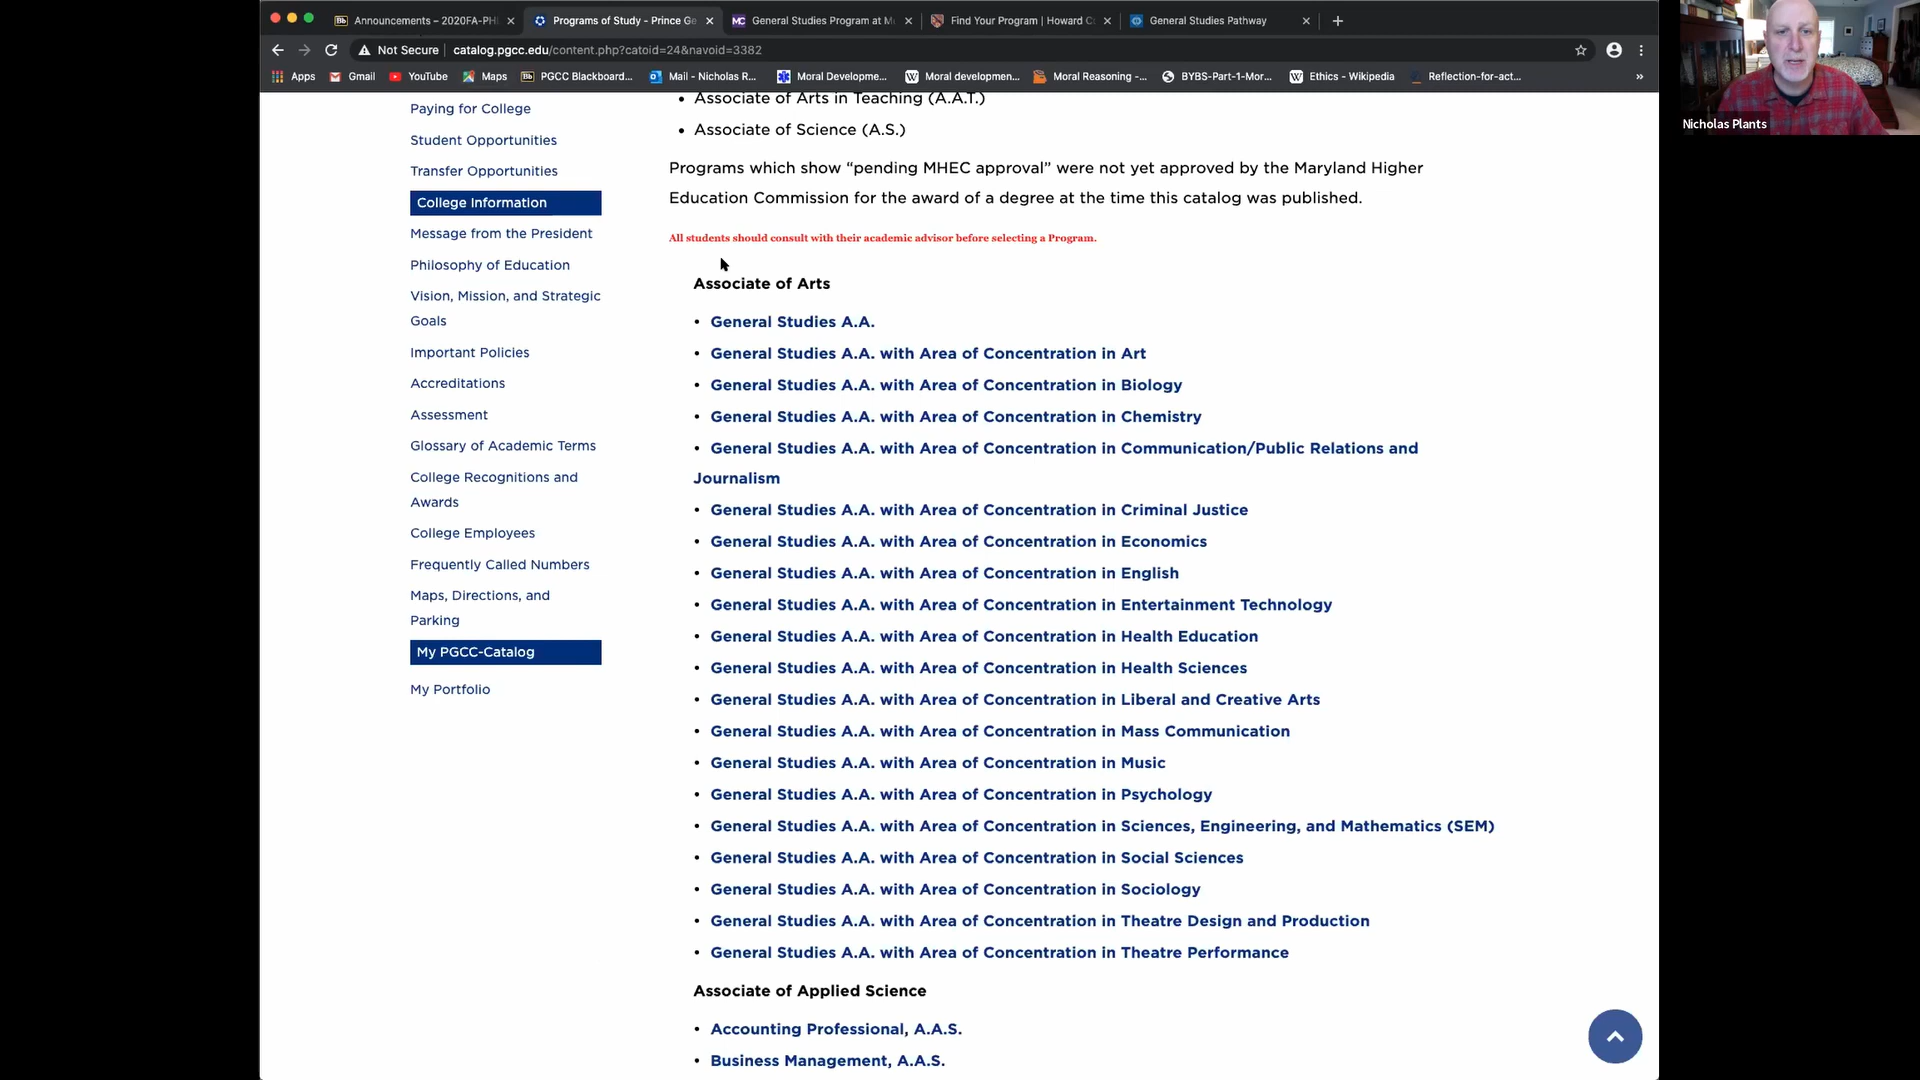 Announcements – 2020FA-PHI
Programs of Study - Prince Ge
General Studies Program at M
Find Your Program | Howard C
General Studies Pathway
Not Secure
catalog.pgcc.edu/content.php?catoid=24&navoid=3382
Apps
Gmail
YouTube
Maps
PGCC Blackboard...
Mail - Nicholas R...
Moral Developme...
Moral developmen...
Moral Reasoning -...
BYBS-Part-1-Mor...
Ethics - Wikipedia
Reflection-for-act...
»
Nicholas Plants
Paying for College
Student Opportunities
Transfer Opportunities
College Information
Message from the President
Philosophy of Education
Vision, Mission, and Strategic
Goals
Important Policies
Accreditations
Assessment
Glossary of Academic Terms
College Recognitions and
Awards
College Employees
Frequently Called Numbers
Maps, Directions, and
Parking
My PGCC-Catalog
My Portfolio
• Associate of Arts in Teaching (A.A.T.)
• Associate of Science (A.S.)
Programs which show “pending MHEC approval” were not yet approved by the Maryland Higher
Education Commission for the award of a degree at the time this catalog was published.
All students should consult with their academic advisor before selecting a Program.
Associate of Arts
• General Studies A.A.
• General Studies A.A. with Area of Concentration in Art
• General Studies A.A. with Area of Concentration in Biology
• General Studies A.A. with Area of Concentration in Chemistry
• General Studies A.A. with Area of Concentration in Communication/Public Relations and
Journalism
• General Studies A.A. with Area of Concentration in Criminal Justice
• General Studies A.A. with Area of Concentration in Economics
• General Studies A.A. with Area of Concentration in English
• General Studies A.A. with Area of Concentration in Entertainment Technology
• General Studies A.A. with Area of Concentration in Health Education
• General Studies A.A. with Area of Concentration in Health Sciences
• General Studies A.A. with Area of Concentration in Liberal and Creative Arts
• General Studies A.A. with Area of Concentration in Mass Communication
• General Studies A.A. with Area of Concentration in Music
• General Studies A.A. with Area of Concentration in Psychology
• General Studies A.A. with Area of Concentration in Sciences, Engineering, and Mathematics (SEM)
• General Studies A.A. with Area of Concentration in Social Sciences
• General Studies A.A. with Area of Concentration in Sociology
• General Studies A.A. with Area of Concentration in Theatre Design and Production
• General Studies A.A. with Area of Concentration in Theatre Performance
Associate of Applied Science
• Accounting Professional, A.A.S.
• Business Management, A.A.S.